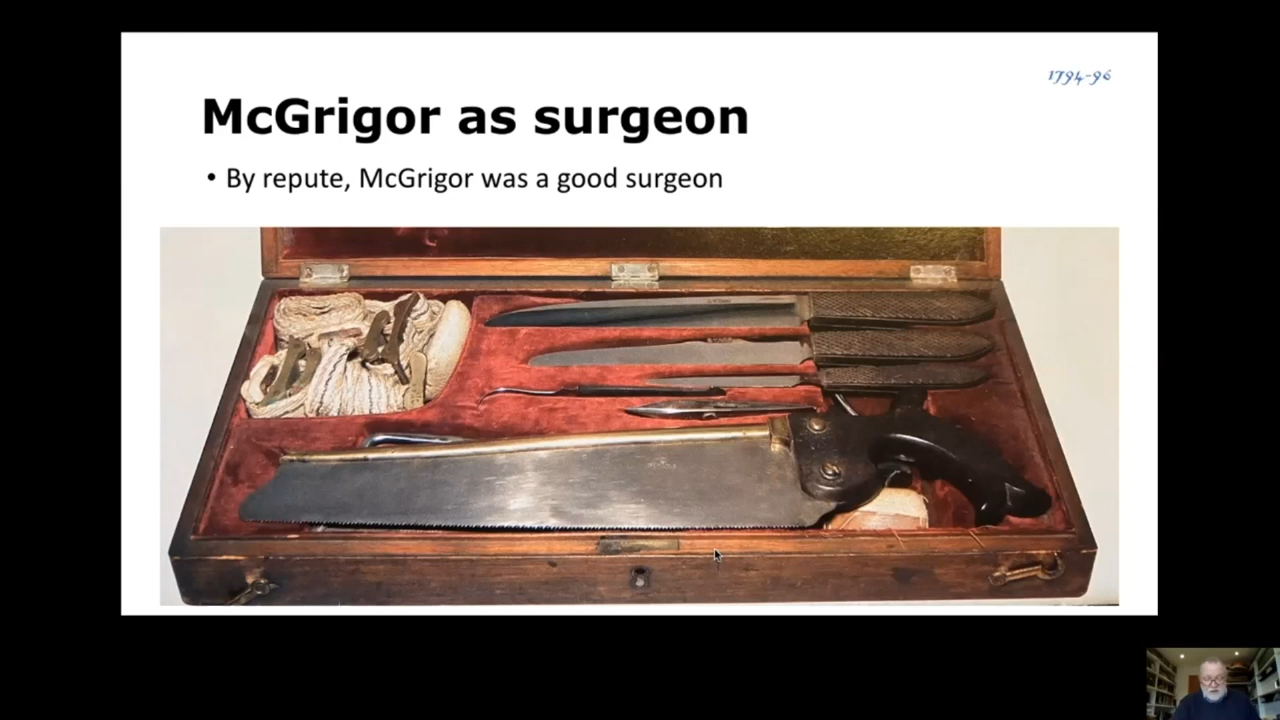 1794-96
McGrigor as surgeon
• By repute, McGrigor was a good surgeon